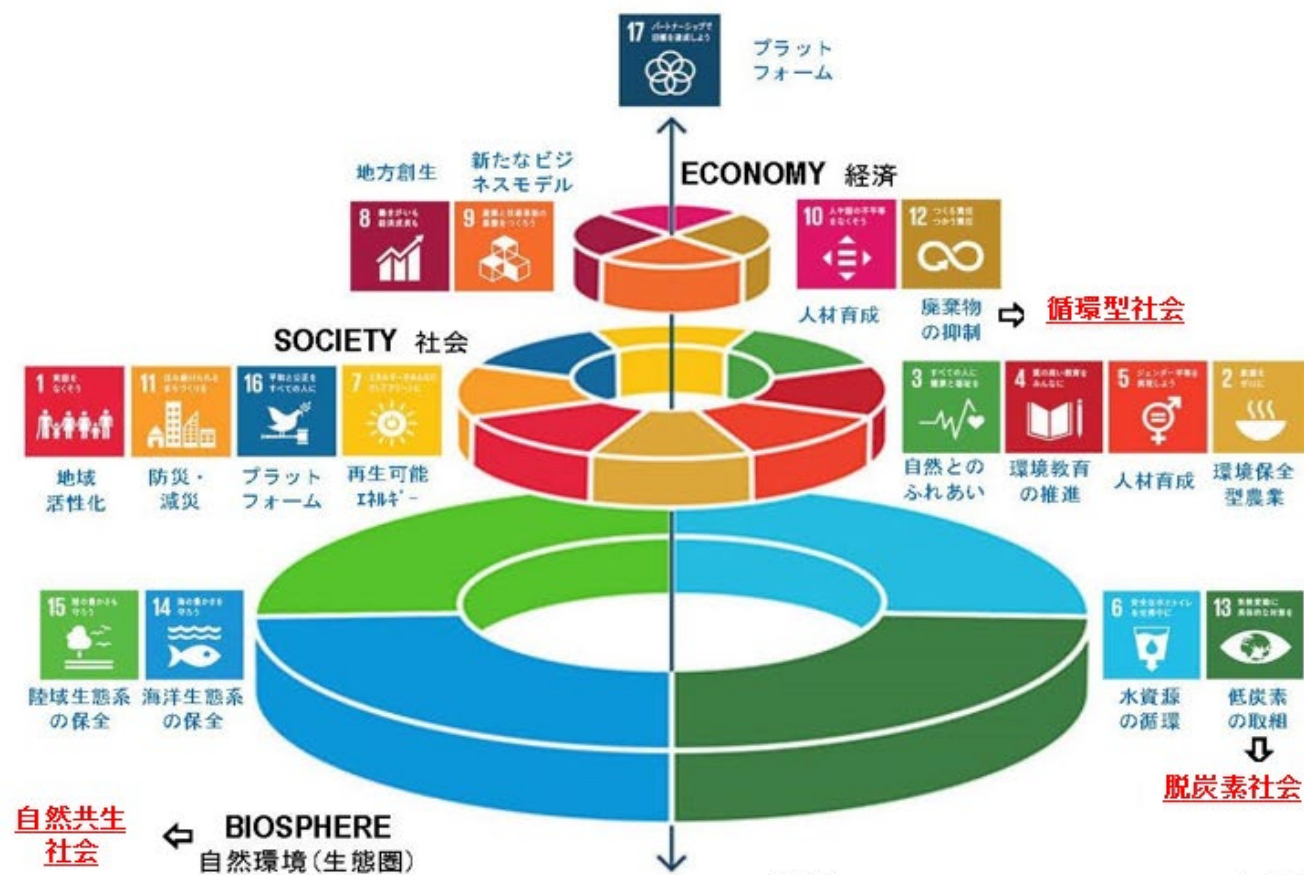 17 パートナーシップで
目標を達成しよう
プラット
フォーム
地方創生
新たなビジ
ネスモデル
ECONOMY 経済
8 働きがいも
経済成長も
9 産業と技術革新の
基盤をつくろう
10 人や国の不平等
をなくそう
12 つくる責任
つかう責任
人材育成
廃棄物
の抑制
⇨ 循環型社会
SOCIETY 社会
1 貧困を
なくそう
11 住み続けられる
まちづくりを
16 平和と公正を
すべての人に
7 エネルギーをみんなに
そしてクリーンに
3 すべての人に
健康と福祉を
4 質の高い教育を
みんなに
5 ジェンダー平等を
実現しよう
2 飢餓を
ゼロに
地域
活性化
防災・
減災
プラット
フォーム
再生可能
エネルギー
自然との
ふれあい
環境教育
の推進
人材育成
環境保全
型農業
15 陸の豊かさも
守ろう
14 海の豊かさを
守ろう
6 安全な水とトイレ
を世界中に
13 気候変動に
具体的な対策を
陸域生態系
の保全
海洋生態系
の保全
水資源
の循環
低炭素
の取組
脱炭素社会
自然共生
社会
BIOSPHERE
自然環境(生態圏)